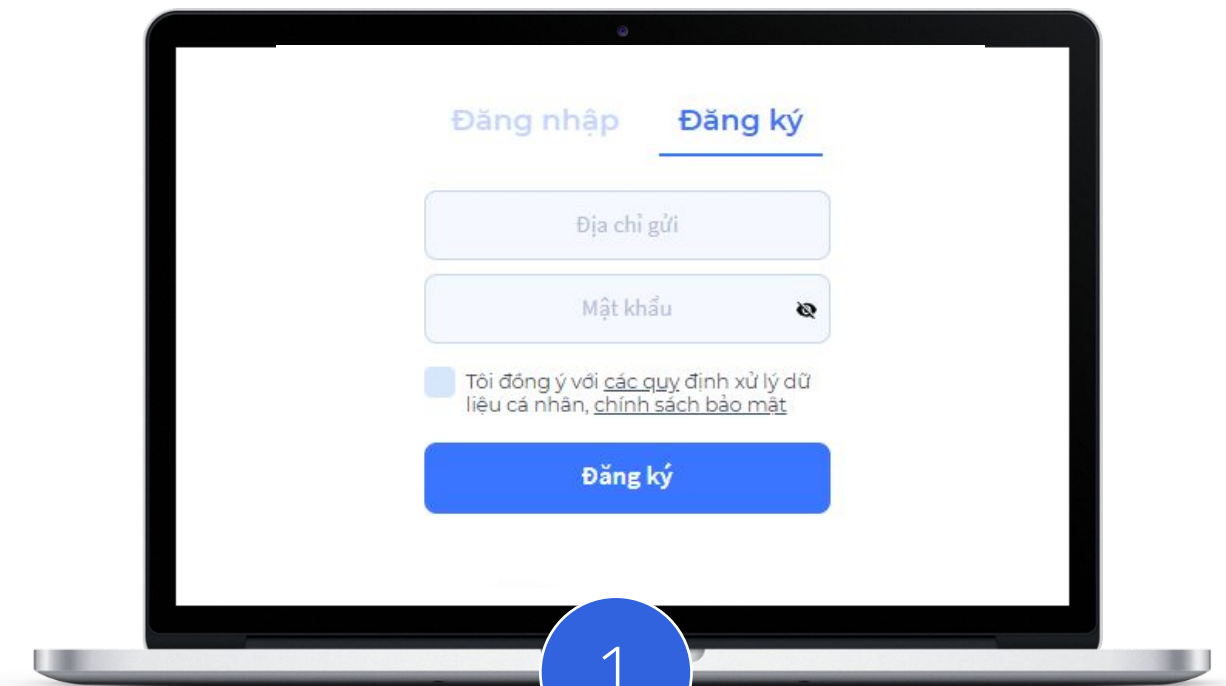 Đăng nhập Đăng ký
Địa chỉ gửi
Mật khẩu
Tôi đồng ý với các quy định xử lý dữ
liệu cá nhân, chính sách bảo mật
Đăng ký
1